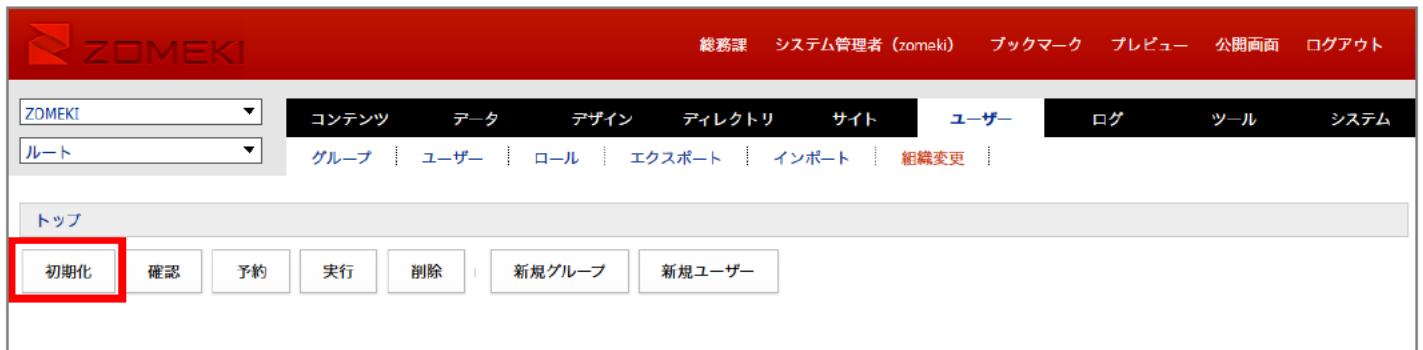 ZOMEKI 総務課 システム管理者（zomeki） ブックマーク プレビュー 公開画面 ログアウト
ZOMEKI コンテンツ データ デザイン ディレクトリ サイト ユーザー ログ ツール システム
ルート グループ ユーザー ロール エクスポート インポート 組織変更
トップ
初期化 確認 予約 実行 削除 新規グループ 新規ユーザー